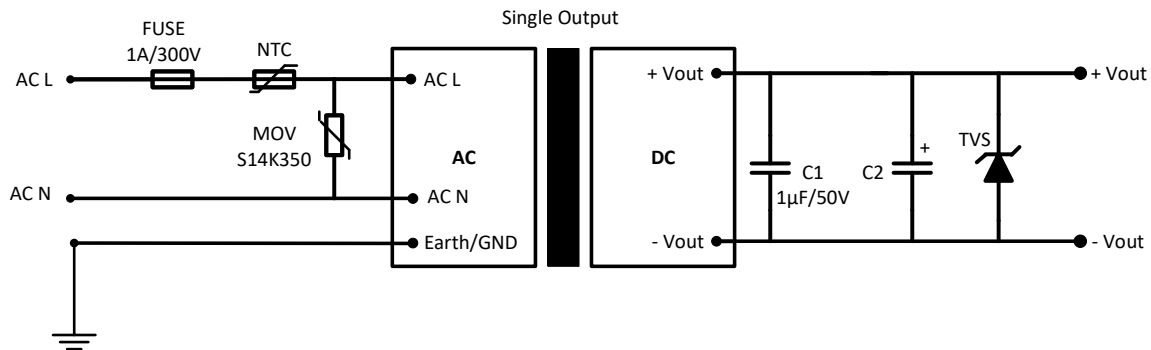 Single Output
FUSE
1A/300V
NTC
AC L
AC L
+ Vout
+ Vout
MOV
S14K350
AC
DC
C1
1µF/50V
C2
+
TVS
AC N
AC N
Earth/GND
- Vout
- Vout